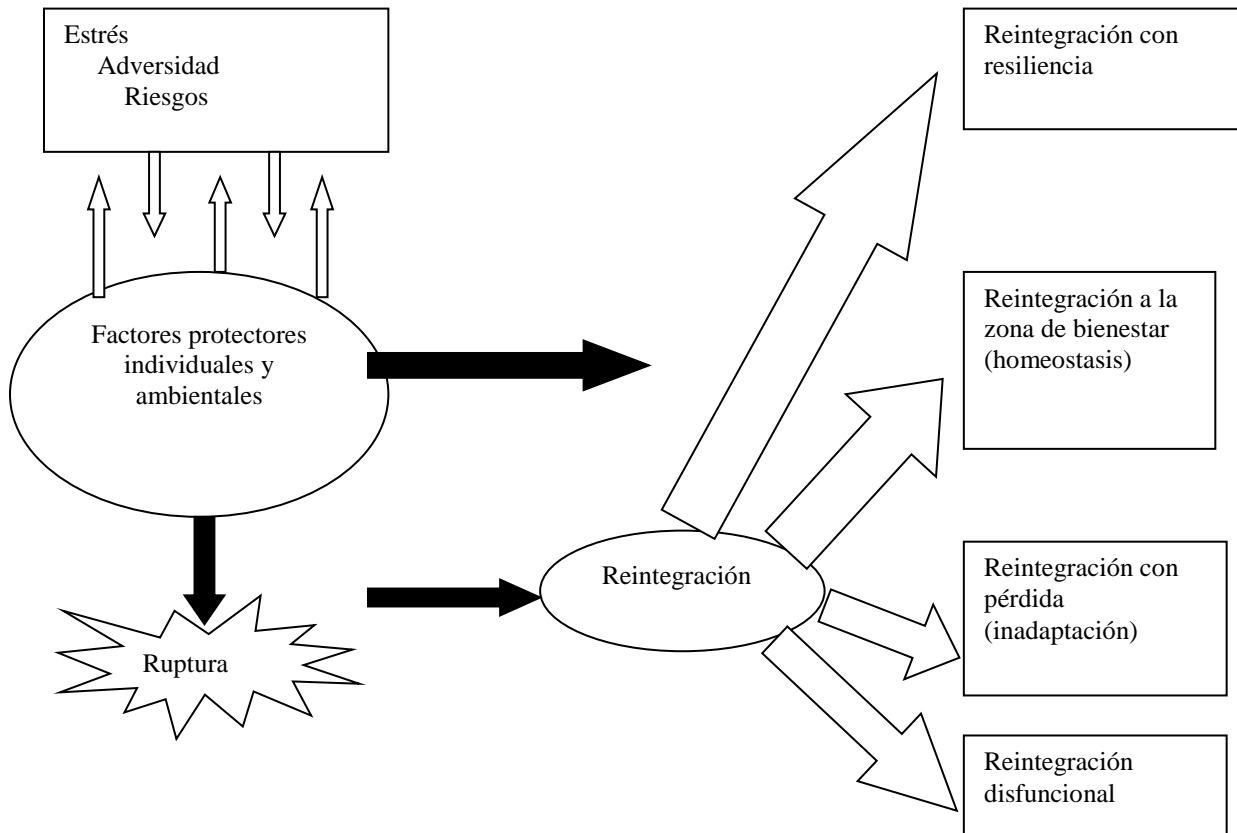 Estrés
Adversidad
Riesgos
Factores protectores
individuales y
ambientales
Ruptura
Reintegración
Reintegración con
resiliencia
Reintegración a la
zona de bienestar
(homeostasis)
Reintegración con
pérdida
(inadaptación)
Reintegración
disfuncional